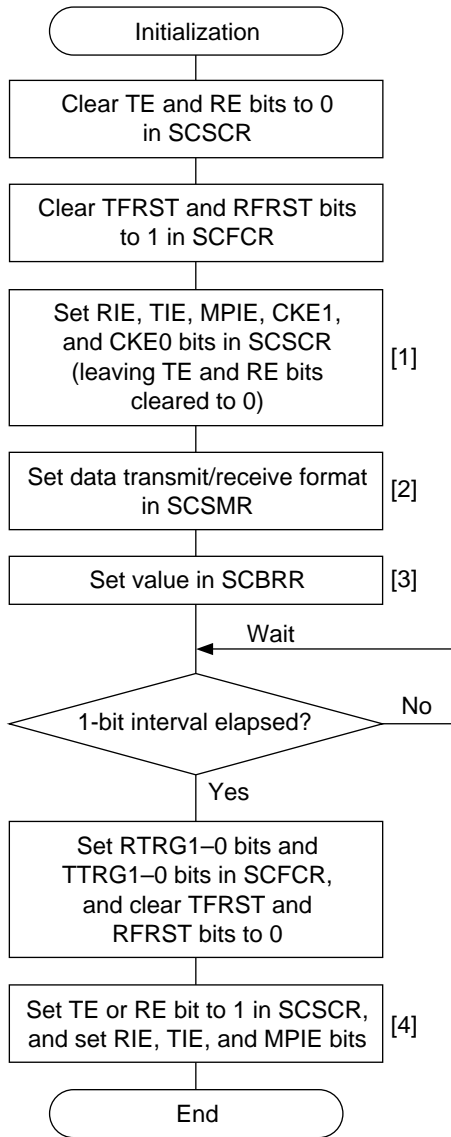 Initialization
Clear TE and RE bits to 0
in SCSCR
Clear TFRST and RFRST bits
to 1 in SCFCR
Set RIE, TIE, MPIE, CKE1,
and CKE0 bits in SCSCR
(leaving TE and RE bits
cleared to 0)
[1]
Set data transmit/receive format
in SCSMR
[2]
Set value in SCBRR
[3]
Wait
1-bit interval elapsed?
No
Yes
Set RTRG1–0 bits and
TTRG1–0 bits in SCFCR,
and clear TFRST and
RFRST bits to 0
Set TE or RE bit to 1 in SCSCR,
and set RIE, TIE, and MPIE bits
[4]
End